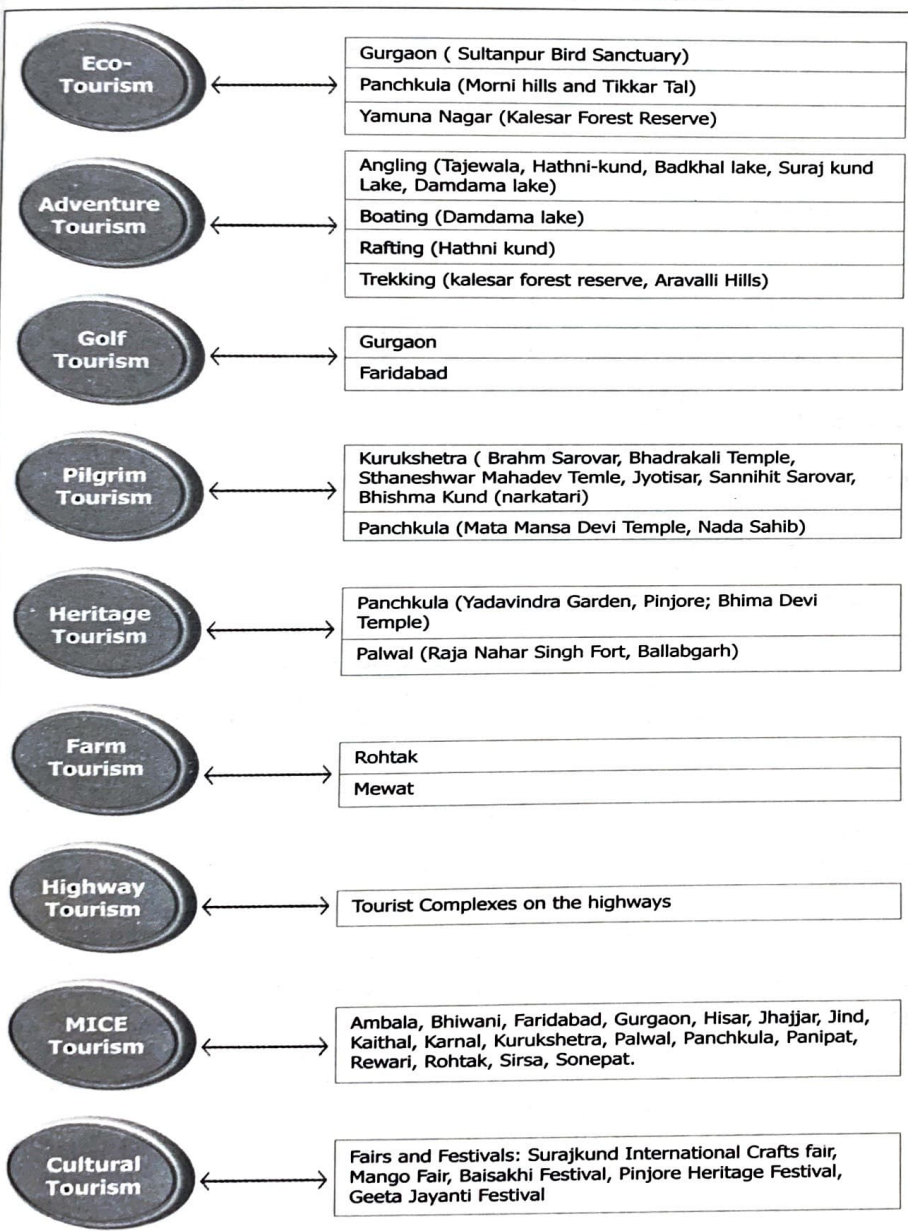 Eco-
Tourism
Gurgaon ( Sultanpur Bird Sanctuary)
Panchkula (Morni hills and Tikkar Tal)
Yamuna Nagar (Kalesar Forest Reserve)
Adventure
Tourism
Angling (Tajewala, Hathni-kund, Badkhal lake, Suraj kund
Lake, Damdama lake)
Boating (Damdama lake)
Rafting (Hathni kund)
Trekking (kalesar forest reserve, Aravalli Hills)
Golf
Tourism
Gurgaon
Faridabad
Pilgrim
Tourism
Kurukshetra ( Brahm Sarovar, Bhadrakali Temple,
Sthaneshwar Mahadev Temle, Jyotisar, Sannihit Sarovar,
Bhishma Kund (narkatari)
Panchkula (Mata Mansa Devi Temple, Nada Sahib)
Heritage
Tourism
Panchkula (Yadavindra Garden, Pinjore; Bhima Devi
Temple)
Palwal (Raja Nahar Singh Fort, Ballabgarh)
Farm
Tourism
Rohtak
Mewat
Highway
Tourism
Tourist Complexes on the highways
MICE
Tourism
Ambala, Bhiwani, Faridabad, Gurgaon, Hisar, Jhajjar, Jind,
Kaithal, Karnal, Kurukshetra, Palwal, Panchkula, Panipat,
Rewari, Rohtak, Sirsa, Sonepat.
Cultural
Tourism
Fairs and Festivals: Surajkund International Crafts fair,
Mango Fair, Baisakhi Festival, Pinjore Heritage Festival,
Geeta Jayanti Festival